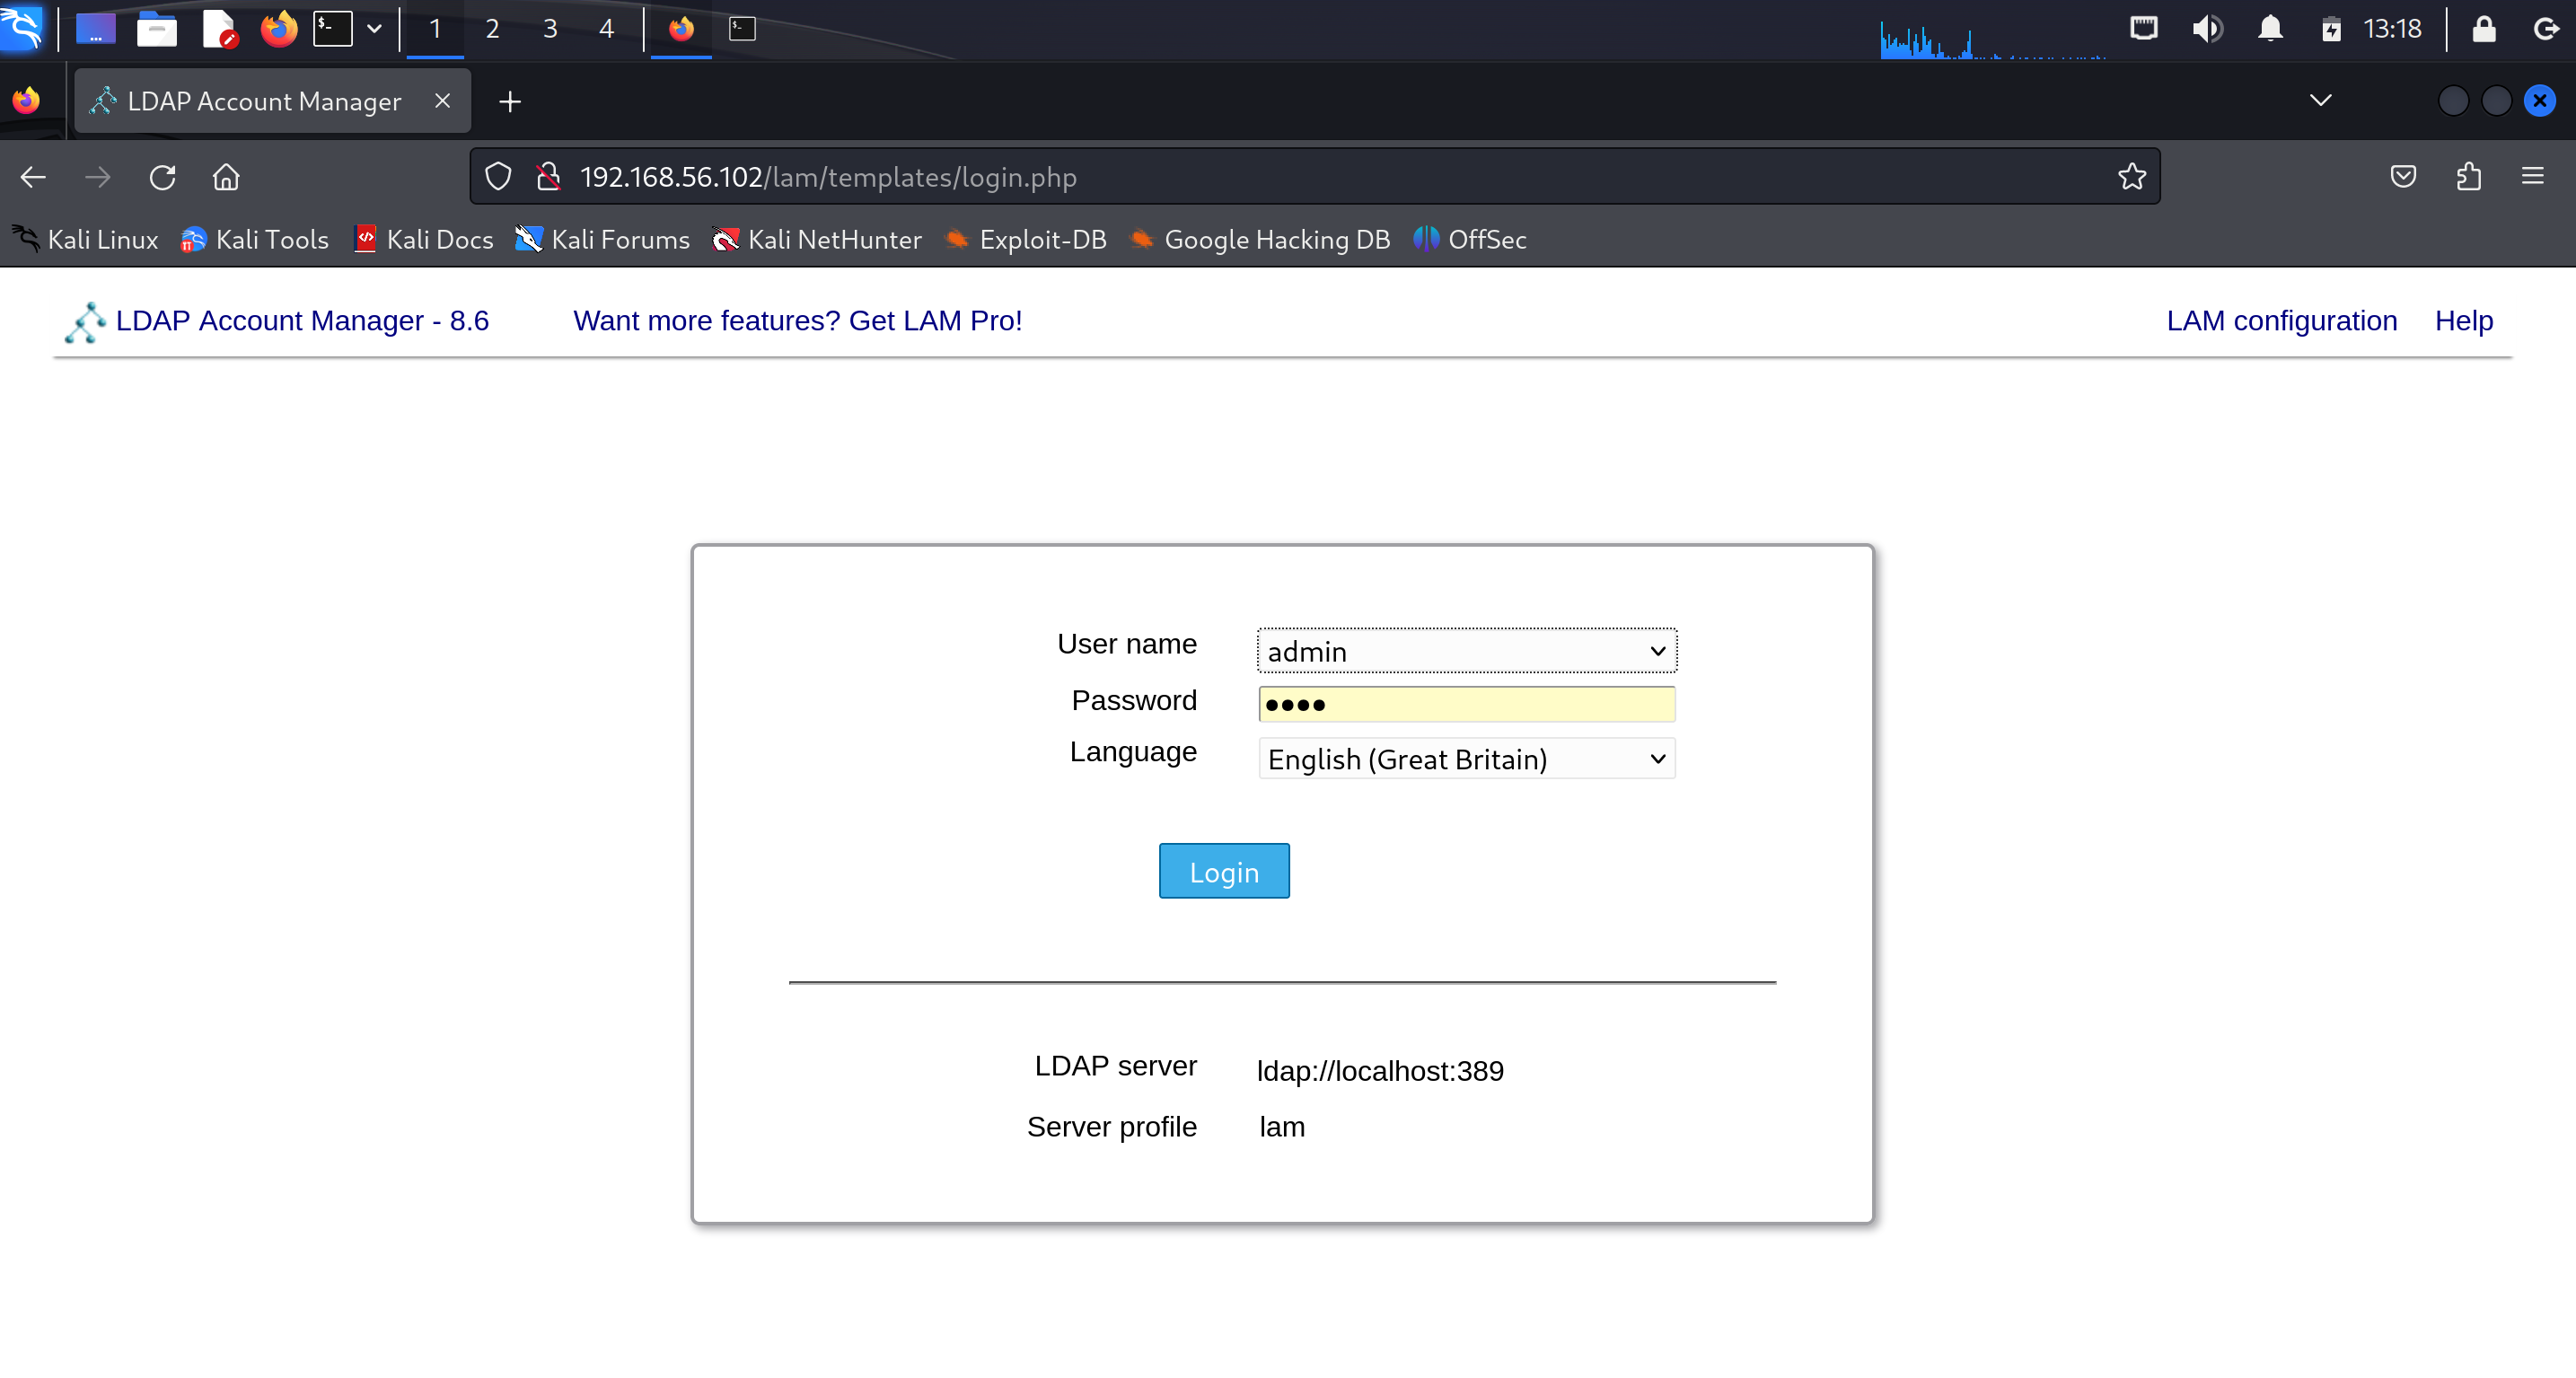 1 2 3 4 13:18
LDAP Account Manager
192.168.56.102/lam/templates/login.php
Kali Linux Kali Tools Kali Docs Kali Forums Kali NetHunter Exploit-DB Google Hacking DB OffSec
LDAP Account Manager - 8.6 Want more features? Get LAM Pro! LAM configuration Help
User name admin
Password ••••
Language English (Great Britain)
Login
LDAP server ldap://localhost:389
Server profile lam